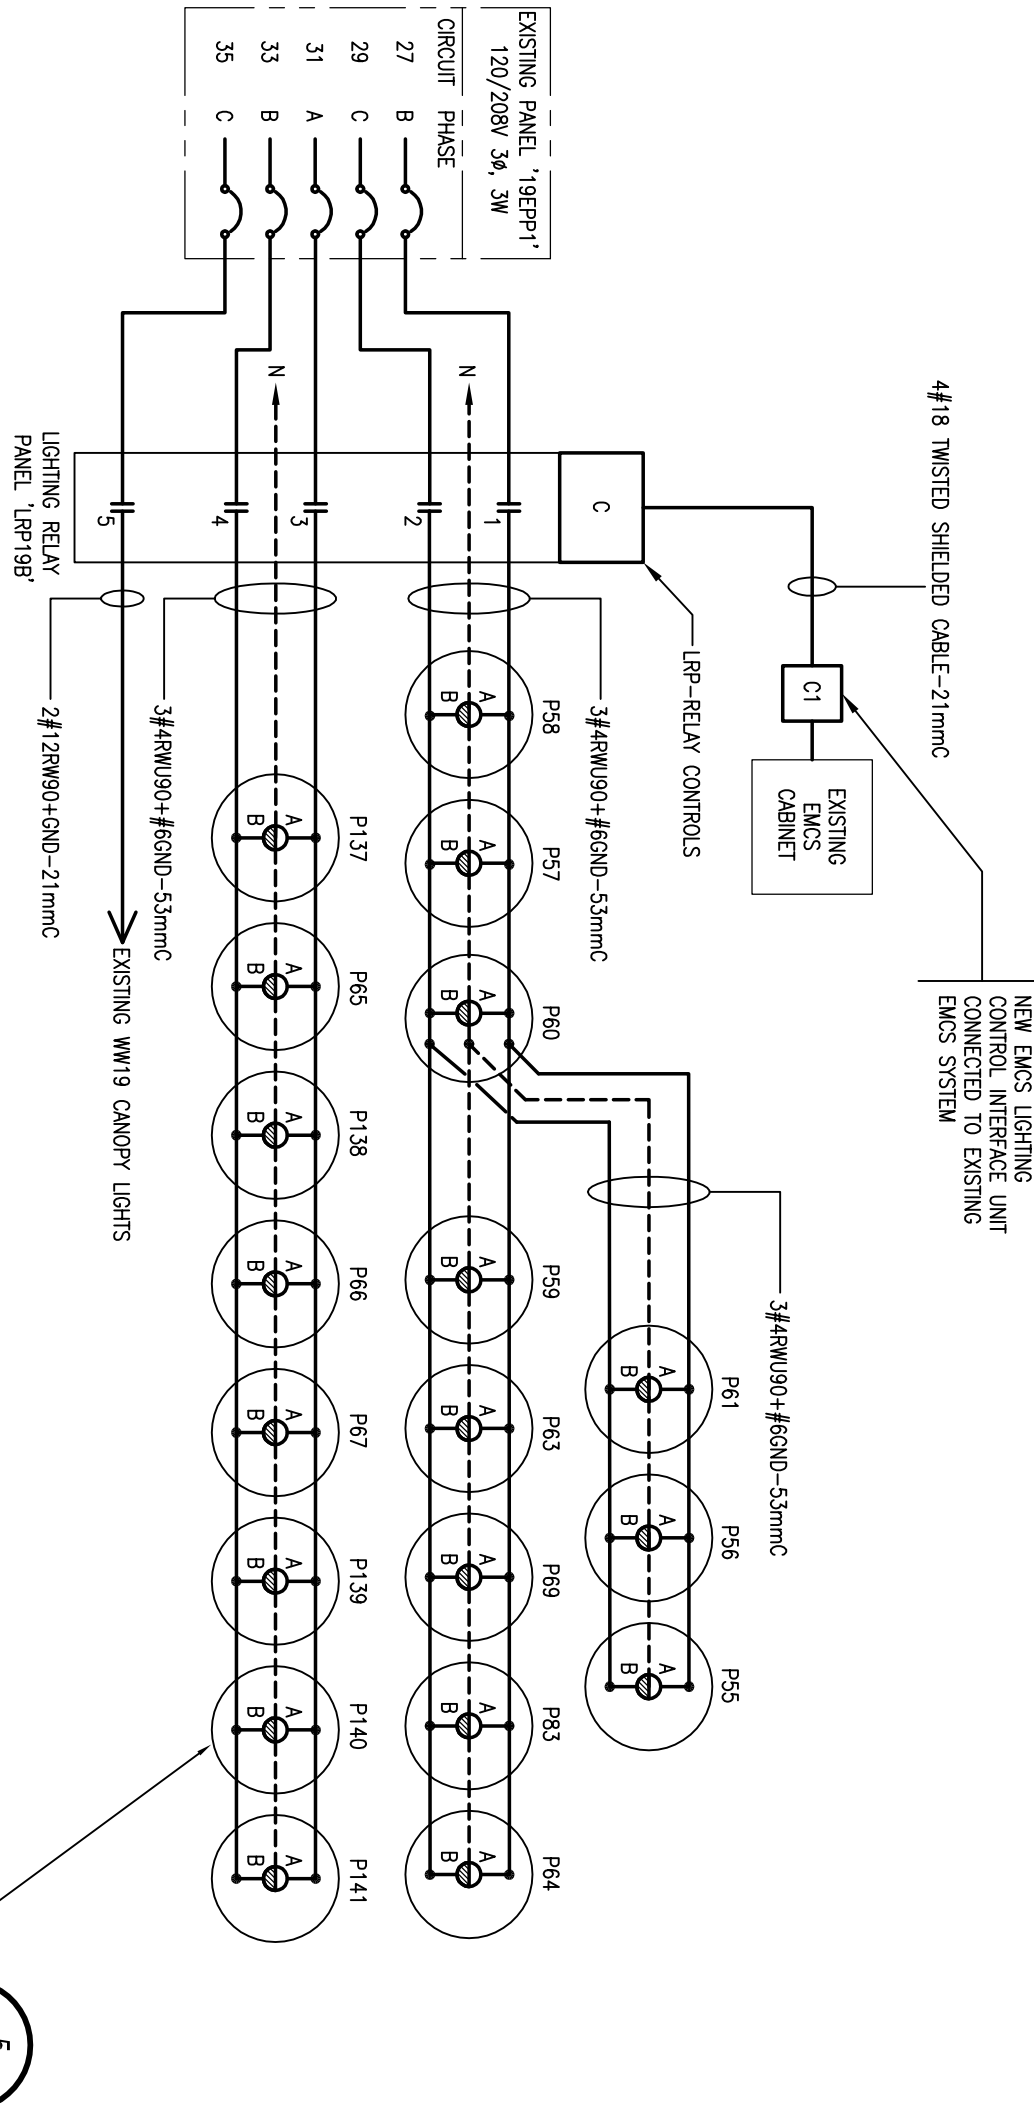 EXISTING PANEL '19EPP1'
120/208V 3Ø, 3W
CIRCUIT PHASE
27 B
29 C
31 A
33 B
35 C
NEW EMCS LIGHTING
CONTROL INTERFACE UNIT
CONNECTED TO EXISTING
EMCS SYSTEM
4#18 TWISTED SHIELDED CABLE-21mmC
C1
EXISTING
EMCS
CABINET
C
LRP-RELAY CONTROLS
3#4RWU90+#6GND-53mmC
P61
A
B
P56
A
B
P55
A
B
3#4RWU90+#6GND-53mmC
N
1
2
P58
A
B
P57
A
B
P60
A
B
P59
A
B
P63
A
B
P69
A
B
P83
A
B
P64
A
B
N
3
4
P137
A
B
P65
A
B
P138
A
B
P66
A
B
P67
A
B
P139
A
B
P140
A
B
P141
A
B
3#4RWU90+#6GND-53mmC
5
EXISTING WW19 CANOPY LIGHTS
2#12RW90+GND-21mmC
LIGHTING RELAY
PANEL 'LRP19B'
5